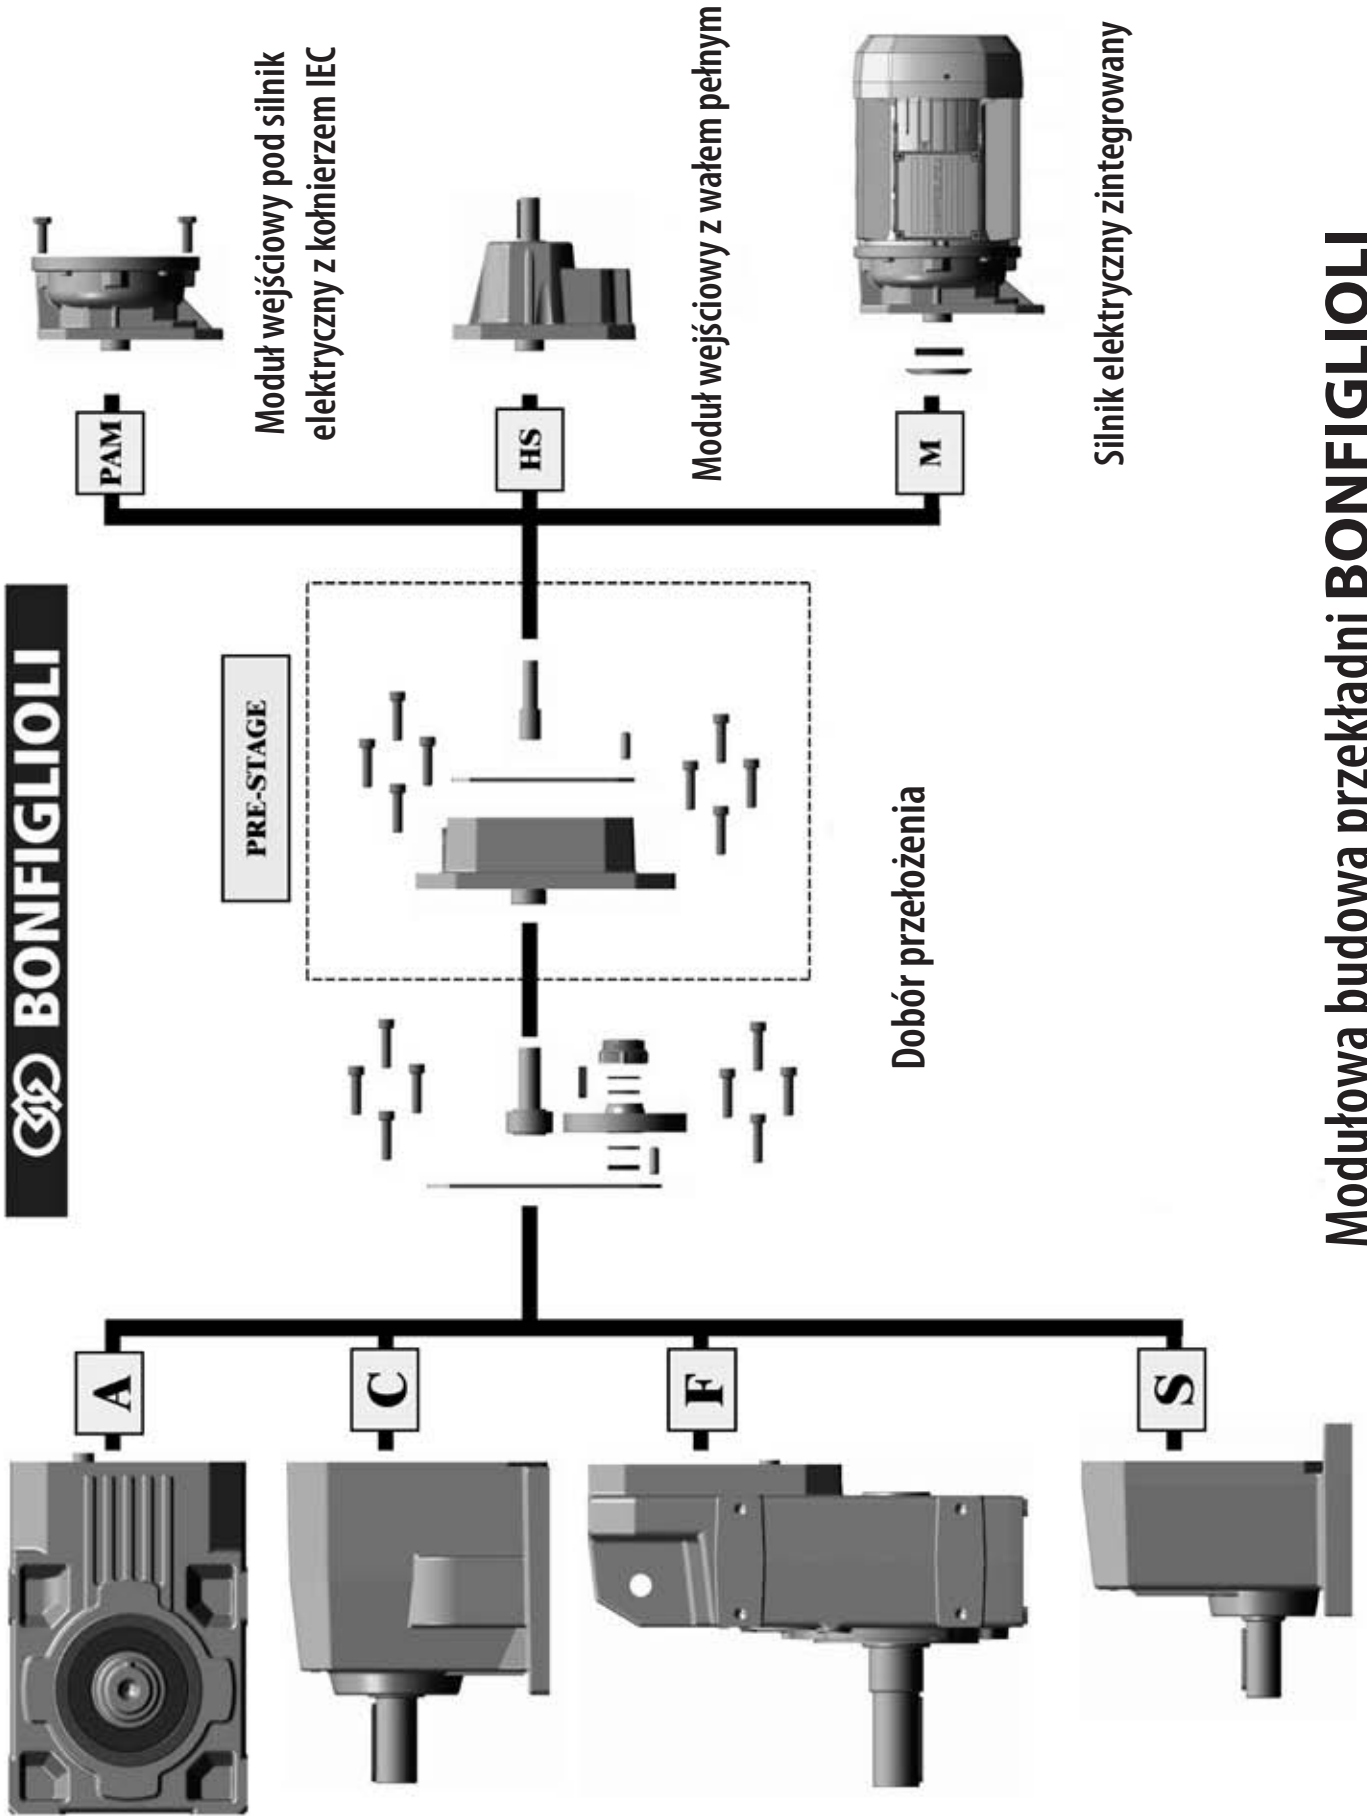 BONFIGLIOLI
A
C
F
S
PRE-STAGE
Dobór przełożenia
PAM
Moduł wejściowy pod silnik
elektryczny z kołnierzem IEC
HS
Moduł wejściowy z wałem pełnym
M
Silnik elektryczny zintegrowany
Modułowa budowa przekładni BONFIGLIOLI